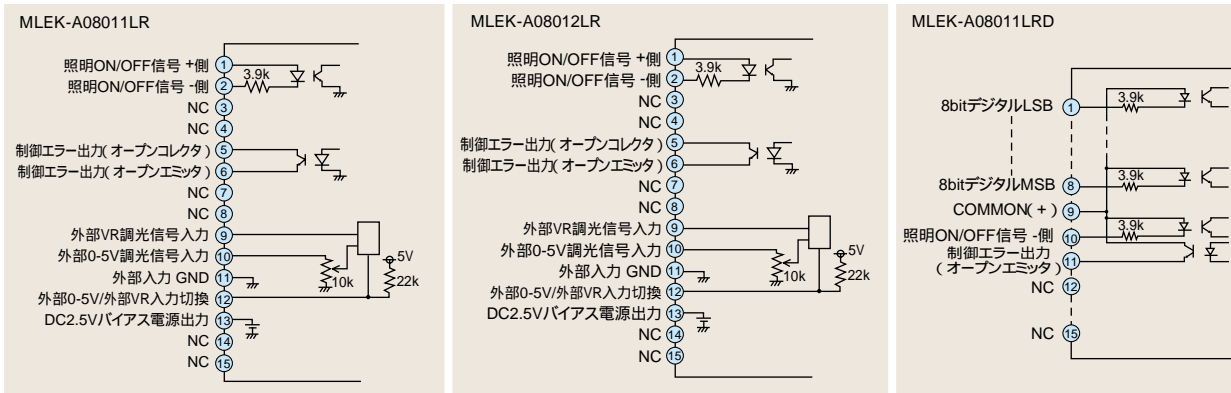 MLEK-A08011LR
照明ON/OFF信号 +側 1
照明ON/OFF信号 -側 2 3.9k
NC 3
NC 4
制御エラー出力(オープンコレクタ) 5
制御エラー出力(オープンエミッタ) 6
NC 7
NC 8
外部VR調光信号入力 9
外部0-5V調光信号入力 10 5V
外部入力 GND 11 10k 22k
外部0-5V/外部VR入力切換 12
DC2.5Vバイアス電源出力 13
NC 14
NC 15
MLEK-A08012LR
照明ON/OFF信号 +側 1
照明ON/OFF信号 -側 2 3.9k
NC 3
NC 4
制御エラー出力(オープンコレクタ) 5
制御エラー出力(オープンエミッタ) 6
NC 7
NC 8
外部VR調光信号入力 9
外部0-5V調光信号入力 10 5V
外部入力 GND 11 10k 22k
外部0-5V/外部VR入力切換 12
DC2.5Vバイアス電源出力 13
NC 14
NC 15
MLEK-A08011LRD
8bitデジタルLSB 1 3.9k
8bitデジタルMSB 8 3.9k
COMMON(+) 9
照明ON/OFF信号 -側 10 3.9k
制御エラー出力 11
(オープンエミッタ)
NC 12
NC 15